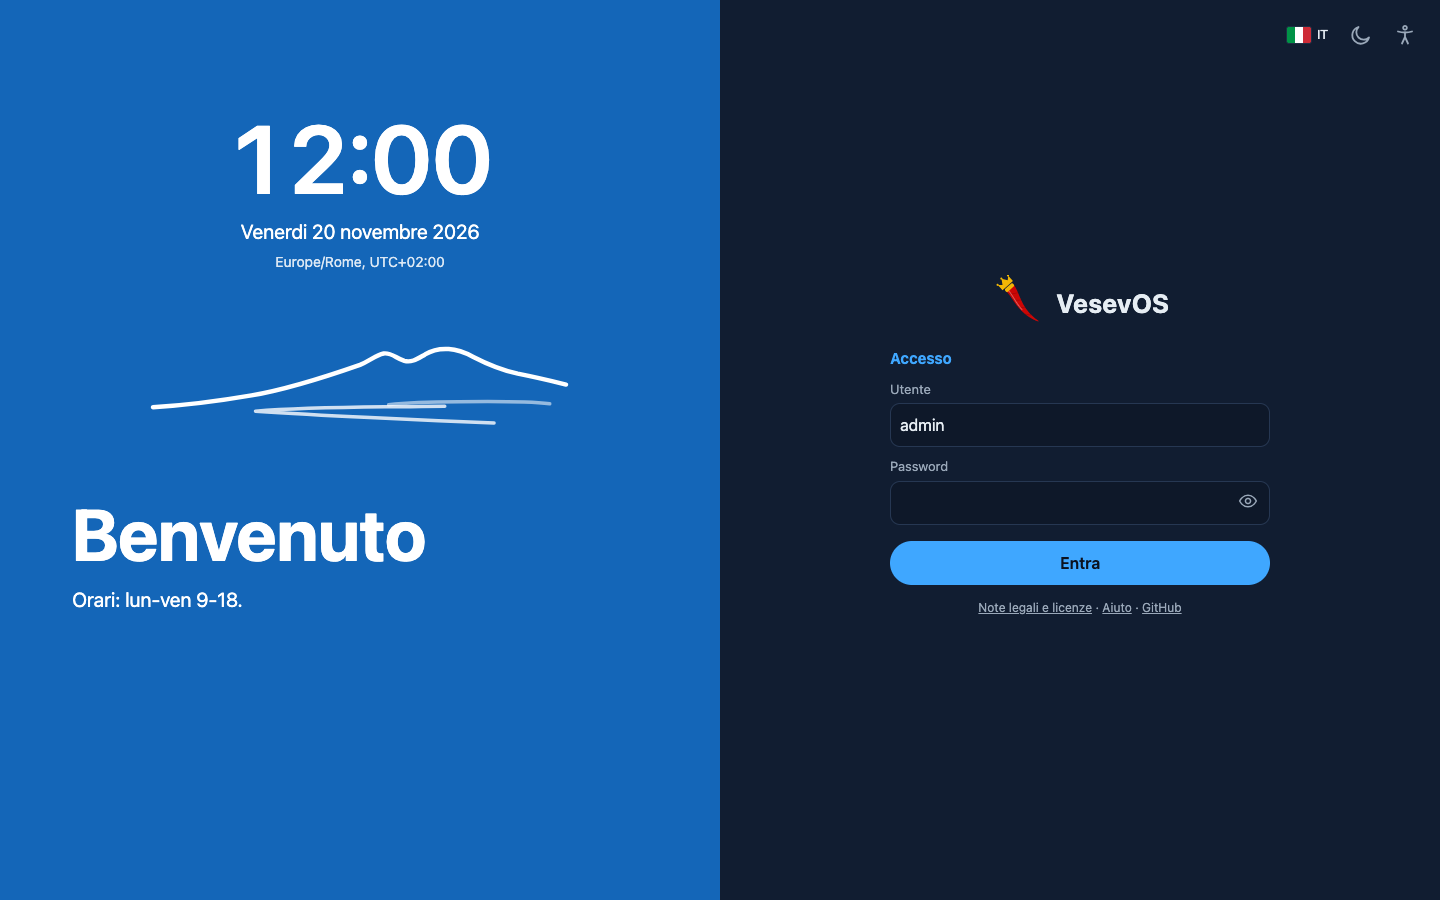 12:00
Venerdì 20 novembre 2026
Europe/Rome, UTC+02:00
Benvenuto
Orari: lun-ven 9-18.
IT
VesevOS
Accesso
Utente
admin
Password
Entra
Note legali e licenze · Aiuto · GitHub